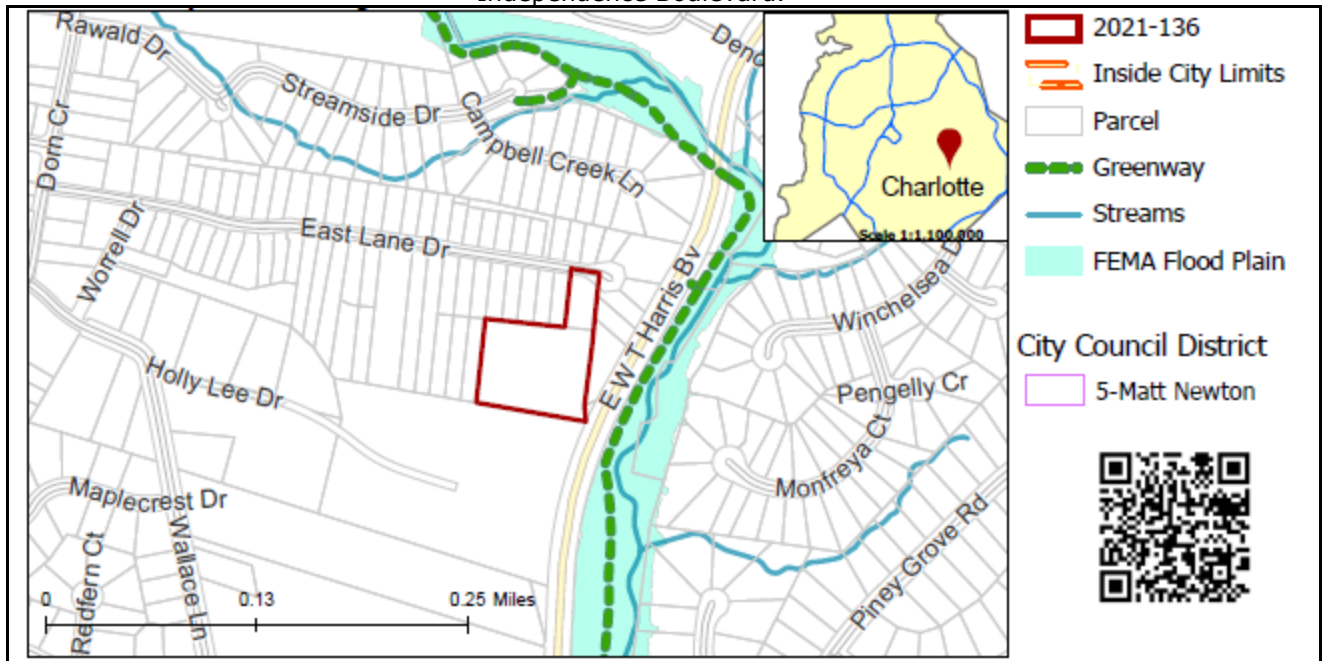 Independence Boulevard.
Rawald Dr
Streamside Dr
Campbell Creek Ln
Dorn Cr
Worrell Dr
East Lane Dr
E W T Harris Bv
Holly Lee Dr
Maplecrest Dr
Redfern Ct
Wallace Ln
Winchelsea D
Pengelly Cr
Monfreya Ct
Piney Grove Rd
0 0.13 0.25 Miles
Charlotte
Scale 1:1,100,000
2021-136
Inside City Limits
Parcel
Greenway
Streams
FEMA Flood Plain
City Council District
5-Matt Newton